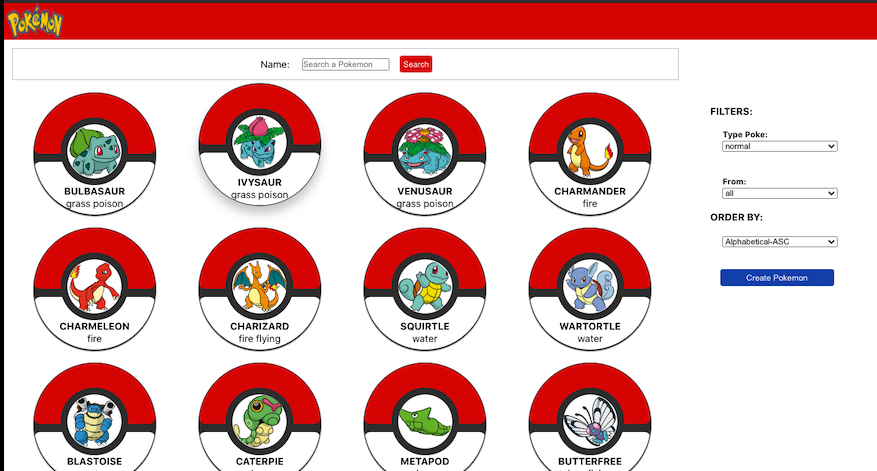 POKéMON
Name: Search a Pokemon Search
FILTERS:
Type Poke:
normal
From:
all
ORDER BY:
Alphabetical-ASC
Create Pokemon
BULBASAUR
grass poison
IVYSAUR
grass poison
VENUSAUR
grass poison
CHARMANDER
fire
CHARMELEON
fire
CHARIZARD
fire flying
SQUIRTLE
water
WARTORTLE
water
BLASTOISE
CATERPIE
METAPOD
BUTTERFREE